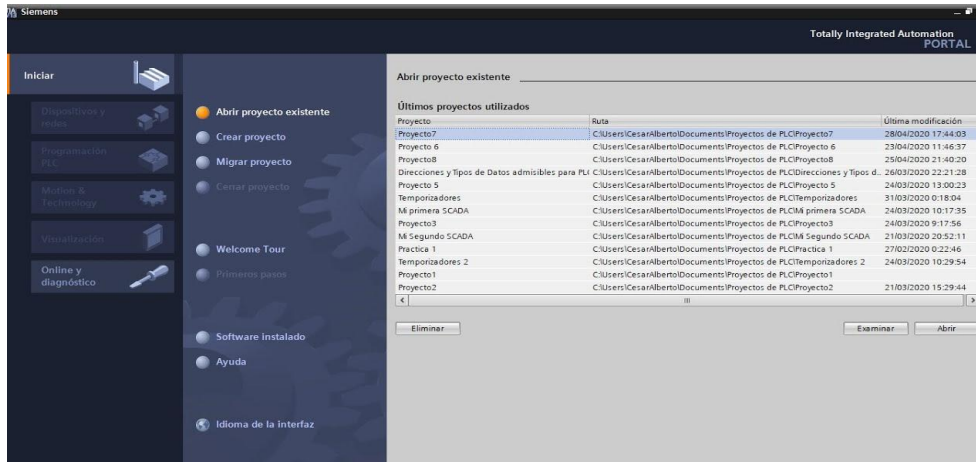 Siemens
Totally Integrated Automation
PORTAL
Iniciar
Dispositivos y
redes
Programación
PLC
Motion &
Technology
Visualización
Online y
diagnóstico
Abrir proyecto existente
Crear proyecto
Migrar proyecto
Cerrar proyecto
Welcome Tour
Primeros pasos
Software instalado
Ayuda
Idioma de la interfaz
Abrir proyecto existente
Últimos proyectos utilizados
Proyecto Ruta Última modificación
Proyecto7 C:\Users\CesarAlberto\Documents\Proyectos de PLC\Proyecto7 28/04/2020 17:44:03
Proyecto 6 C:\Users\CesarAlberto\Documents\Proyectos de PLC\Proyecto 6 23/04/2020 11:46:37
Proyecto8 C:\Users\CesarAlberto\Documents\Proyectos de PLC\Proyecto8 25/04/2020 21:40:20
Direcciones y Tipos de Datos admisibles para PLC C:\Users\CesarAlberto\Documents\Proyectos de PLC\Direcciones y Tipos d... 26/03/2020 22:21:28
Proyecto 5 C:\Users\CesarAlberto\Documents\Proyectos de PLC\Proyecto 5 24/03/2020 13:00:23
Temporizadores C:\Users\CesarAlberto\Documents\Proyectos de PLC\Temporizadores 31/03/2020 0:18:04
Mi primera SCADA C:\Users\CesarAlberto\Documents\Proyectos de PLC\Mi primera SCADA 24/03/2020 10:17:35
Proyecto3 C:\Users\CesarAlberto\Documents\Proyectos de PLC\Proyecto3 24/03/2020 9:17:56
Mi Segundo SCADA C:\Users\CesarAlberto\Documents\Proyectos de PLC\Mi Segundo SCADA 21/03/2020 20:52:11
Practica 1 C:\Users\CesarAlberto\Documents\Proyectos de PLC\Practica 1 27/02/2020 0:22:46
Temporizadores 2 C:\Users\CesarAlberto\Documents\Proyectos de PLC\Temporizadores 2 24/03/2020 10:29:54
Proyecto1 C:\Users\CesarAlberto\Documents\Proyectos de PLC\Proyecto1
Proyecto2 C:\Users\CesarAlberto\Documents\Proyectos de PLC\Proyecto2 21/03/2020 15:29:44
Eliminar Examinar Abrir